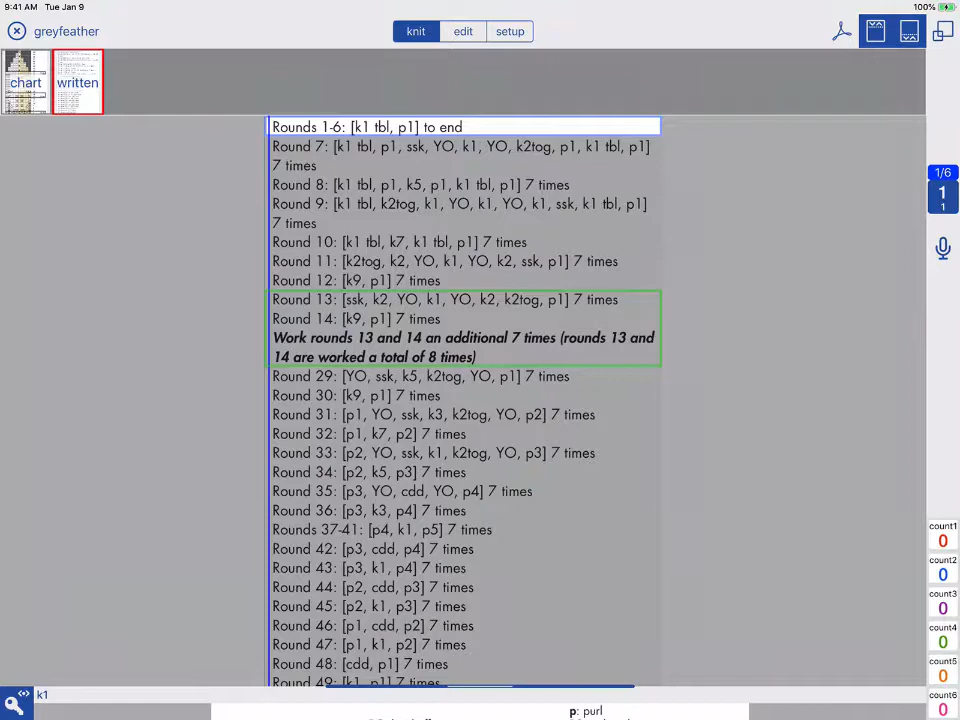 9:41 AM Tue Jan 9
100%
greyfeather
knit edit setup
chart written
Rounds 1-6: [k1 tbl, p1] to end
Round 7: [k1 tbl, p1, ssk, YO, k1, YO, k2tog, p1, k1 tbl, p1]
7 times
Round 8: [k1 tbl, p1, k5, p1, k1 tbl, p1] 7 times
Round 9: [k1 tbl, k2tog, k1, YO, k1, YO, k1, ssk, k1 tbl, p1]
7 times
Round 10: [k1 tbl, k7, k1 tbl, p1] 7 times
Round 11: [k2tog, k2, YO, k1, YO, k2, ssk, p1] 7 times
Round 12: [k9, p1] 7 times
Round 13: [ssk, k2, YO, k1, YO, k2, k2tog, p1] 7 times
Round 14: [k9, p1] 7 times
Work rounds 13 and 14 an additional 7 times (rounds 13 and
14 are worked a total of 8 times)
Round 29: [YO, ssk, k5, k2tog, YO, p1] 7 times
Round 30: [k9, p1] 7 times
Round 31: [p1, YO, ssk, k3, k2tog, YO, p2] 7 times
Round 32: [p1, k7, p2] 7 times
Round 33: [p2, YO, ssk, k1, k2tog, YO, p3] 7 times
Round 34: [p2, k5, p3] 7 times
Round 35: [p3, YO, cdd, YO, p4] 7 times
Round 36: [p3, k3, p4] 7 times
Rounds 37-41: [p4, k1, p5] 7 times
Round 42: [p3, cdd, p4] 7 times
Round 43: [p3, k1, p4] 7 times
Round 44: [p2, cdd, p3] 7 times
Round 45: [p2, k1, p3] 7 times
Round 46: [p1, cdd, p2] 7 times
Round 47: [p1, k1, p2] 7 times
Round 48: [cdd, p1] 7 times
Round 49: [k1, p1] 7 times
1/6
1
1
count1
0
count2
0
count3
0
count4
0
count5
0
count6
0
k1
p: purl